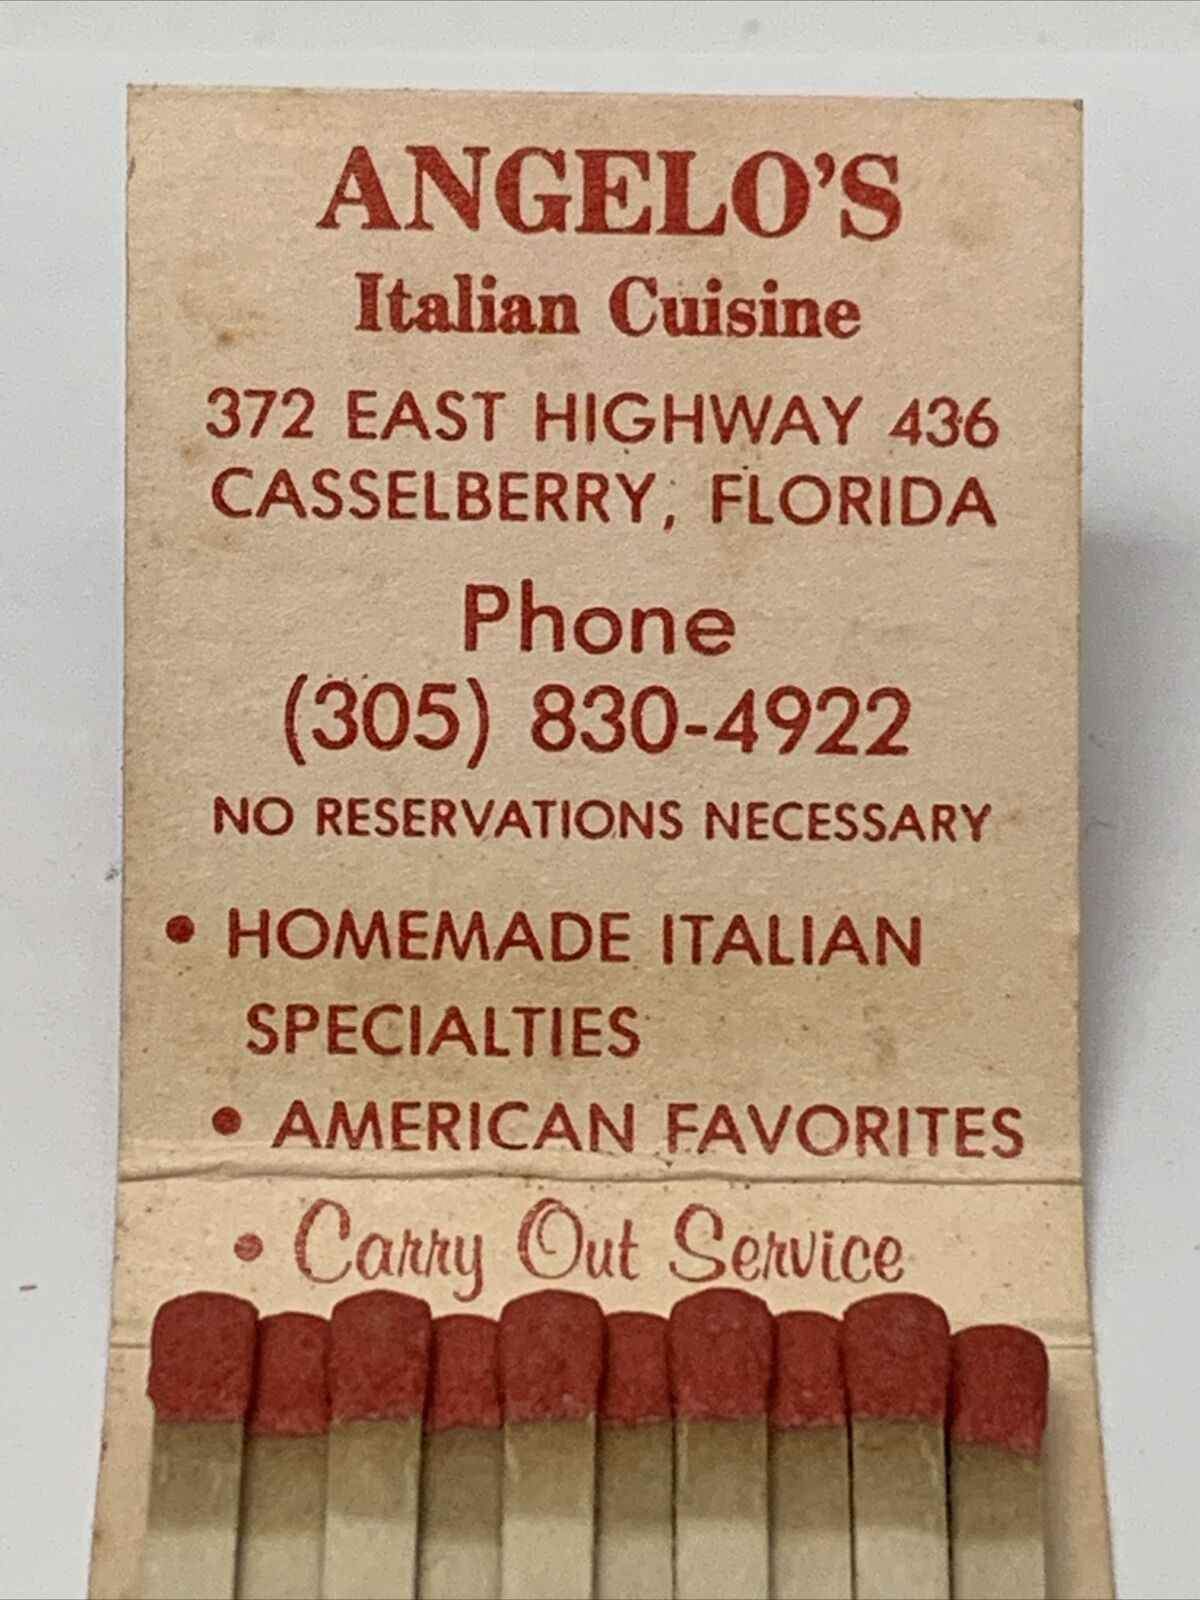 ANGELO'S
Italian Cuisine
372 EAST HIGHWAY 436
CASSELBERRY, FLORIDA
Phone
(305) 830-4922
NO RESERVATIONS NECESSARY
• HOMEMADE ITALIAN
SPECIALTIES
• AMERICAN FAVORITES
• Carry Out Service